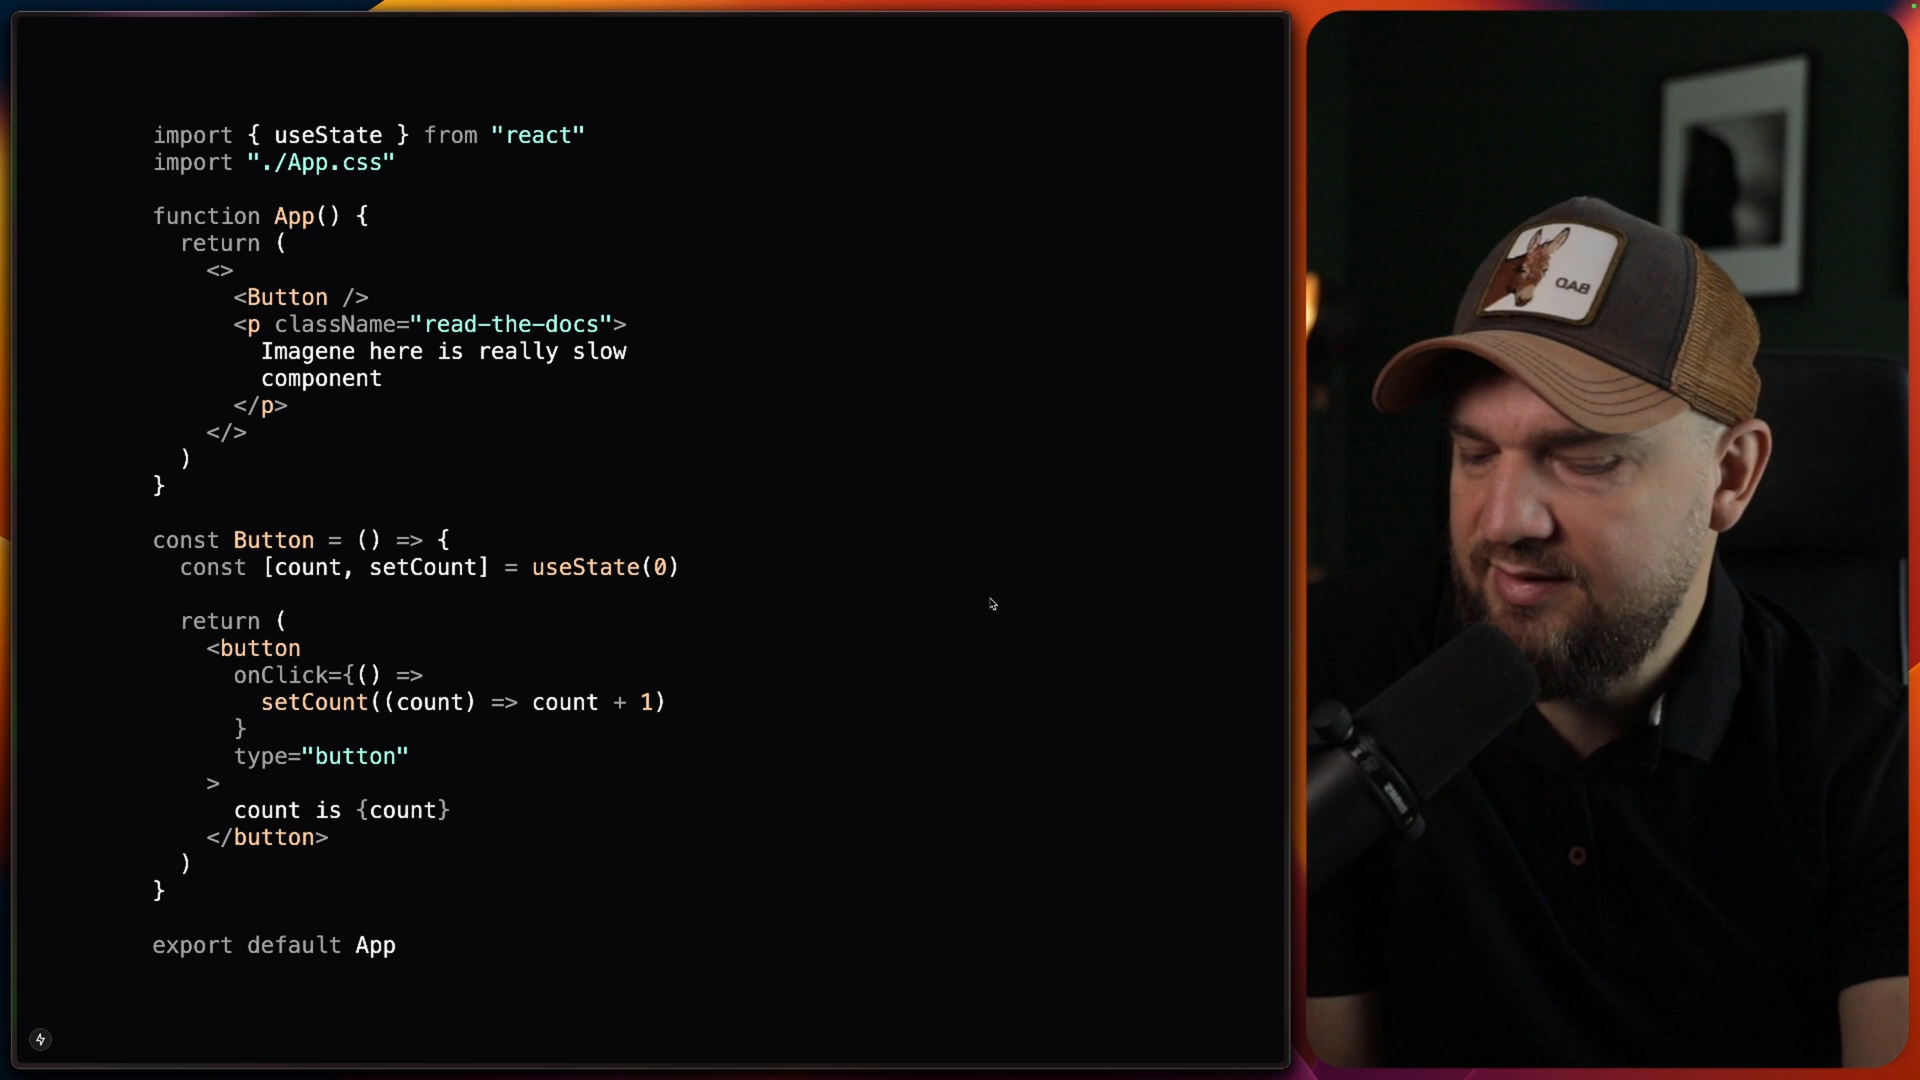 import { useState } from "react"
import "./App.css"
function App() {
return (
<>
<Button />
<p className="read-the-docs">
Imagene here is really slow
component
</p>
</>
)
}
const Button = () => {
const [count, setCount] = useState(0)
return (
<button
onClick={() =>
setCount((count) => count + 1)
}
type="button"
>
count is {count}
</button>
)
}
export default App
BAD